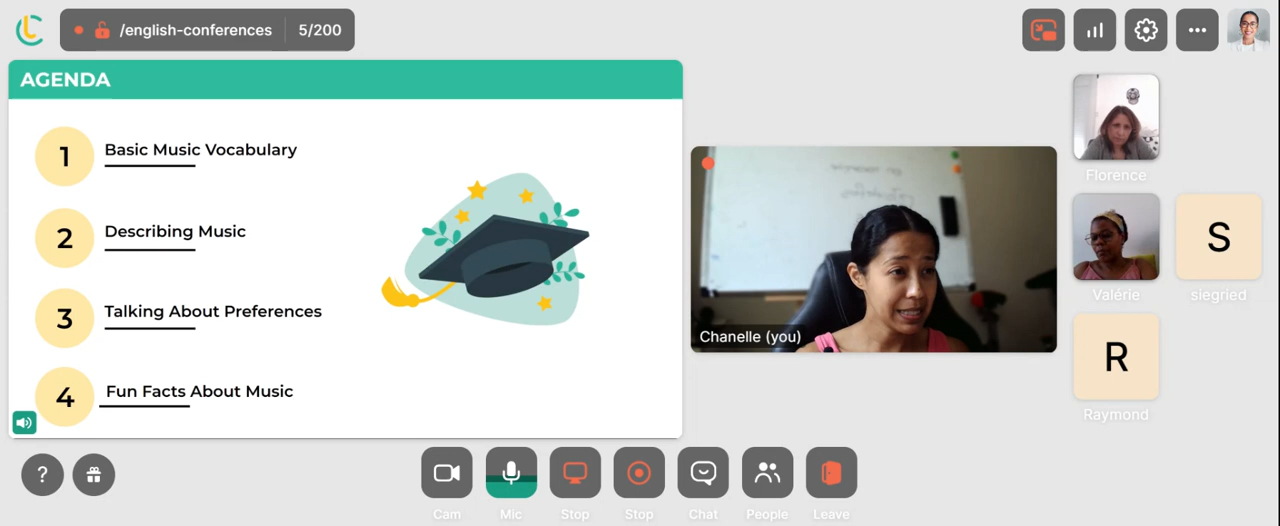 /english-conferences 5/200
AGENDA
1 Basic Music Vocabulary
2 Describing Music
3 Talking About Preferences
4 Fun Facts About Music
Chanelle (you)
Florence
Valérie
S
siegried
R
Raymond
?
Cam Mic Stop Stop Chat People Leave